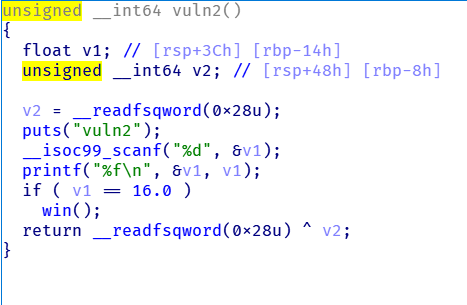 unsigned __int64 vuln2()
{
  float v1; // [rsp+3Ch] [rbp-14h]
  unsigned __int64 v2; // [rsp+48h] [rbp-8h]

  v2 = __readfsqword(0x28u);
  puts("vuln2");
  __isoc99_scanf("%d", &v1);
  printf("%f\n", &v1, v1);
  if ( v1 == 16.0 )
    win();
  return __readfsqword(0x28u) ^ v2;
}